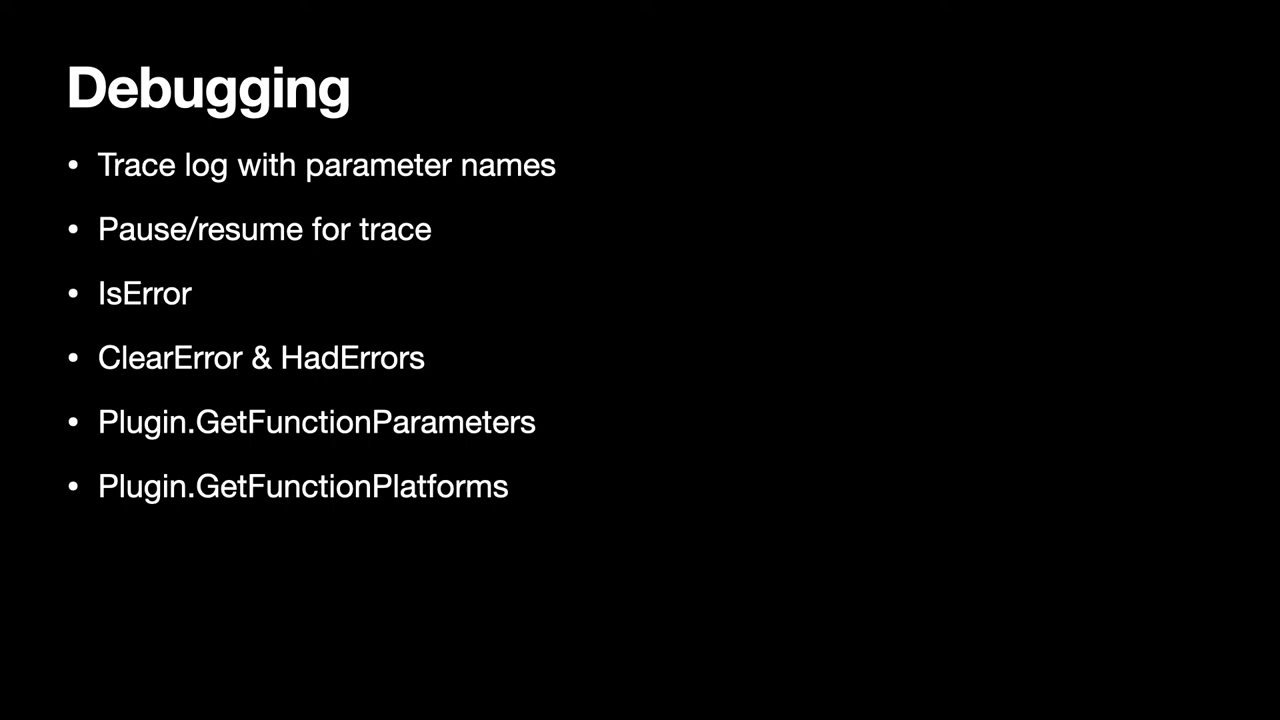 Debugging
• Trace log with parameter names
• Pause/resume for trace
• IsError
• ClearError & HadErrors
• Plugin.GetFunctionParameters
• Plugin.GetFunctionPlatforms